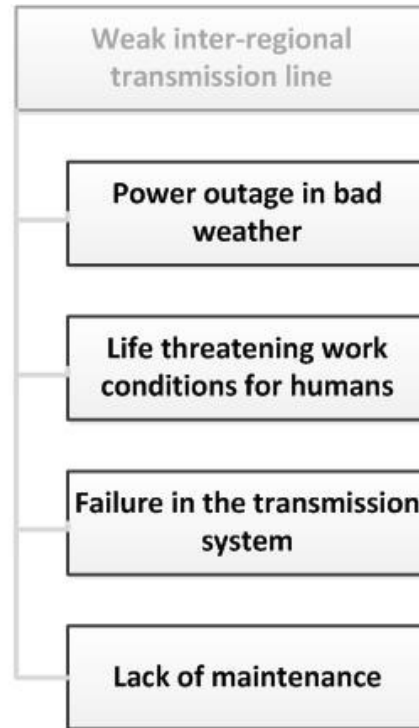 Weak inter-regional
transmission line
Power outage in bad
weather
Life threatening work
conditions for humans
Failure in the transmission
system
Lack of maintenance